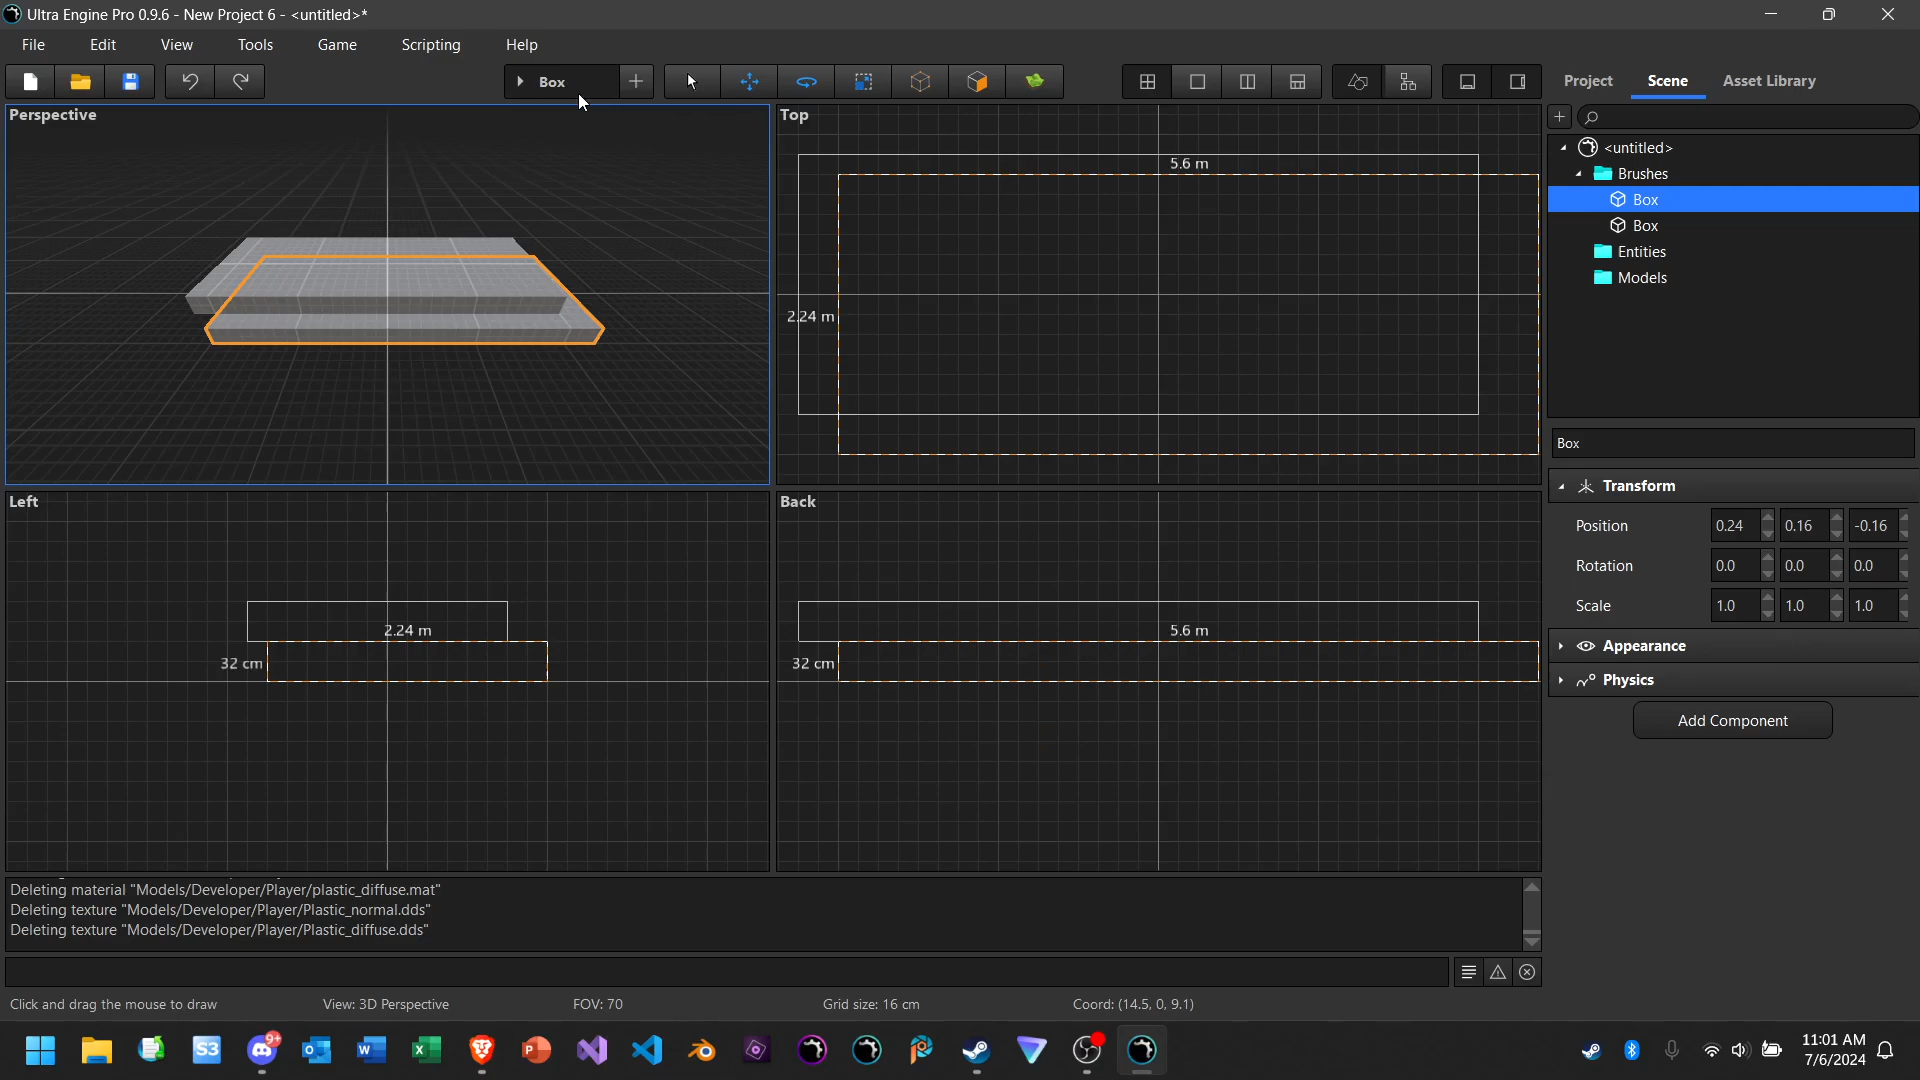 Ultra Engine Pro 0.9.6 - New Project 6 - <untitled>*
File Edit View Tools Game Scripting Help
Box
Project Scene Asset Library
Perspective
Top
5.6 m
2.24 m
<untitled>
Brushes
Box
Box
Entities
Models
Box
Transform
Position 0.24 0.16 -0.16
Rotation 0.0 0.0 0.0
Scale 1.0 1.0 1.0
Appearance
Physics
Add Component
Left
2.24 m
32 cm
Back
5.6 m
32 cm
Deleting material "Models/Developer/Player/plastic_diffuse.mat"
Deleting texture "Models/Developer/Player/Plastic_normal.dds"
Deleting texture "Models/Developer/Player/Plastic_diffuse.dds"
Click and drag the mouse to draw View: 3D Perspective FOV: 70 Grid size: 16 cm Coord: (14.5, 0, 9.1)
S3
9+
11:01 AM
7/6/2024